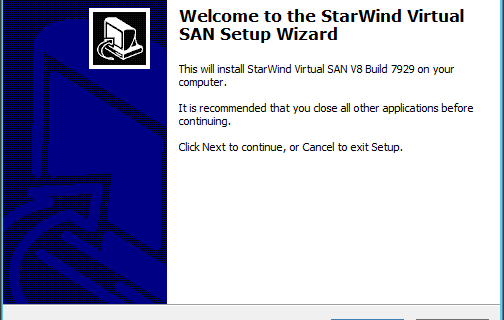 Welcome to the StarWind Virtual
SAN Setup Wizard
This will install StarWind Virtual SAN V8 Build 7929 on your
computer.
It is recommended that you close all other applications before
continuing.
Click Next to continue, or Cancel to exit Setup.